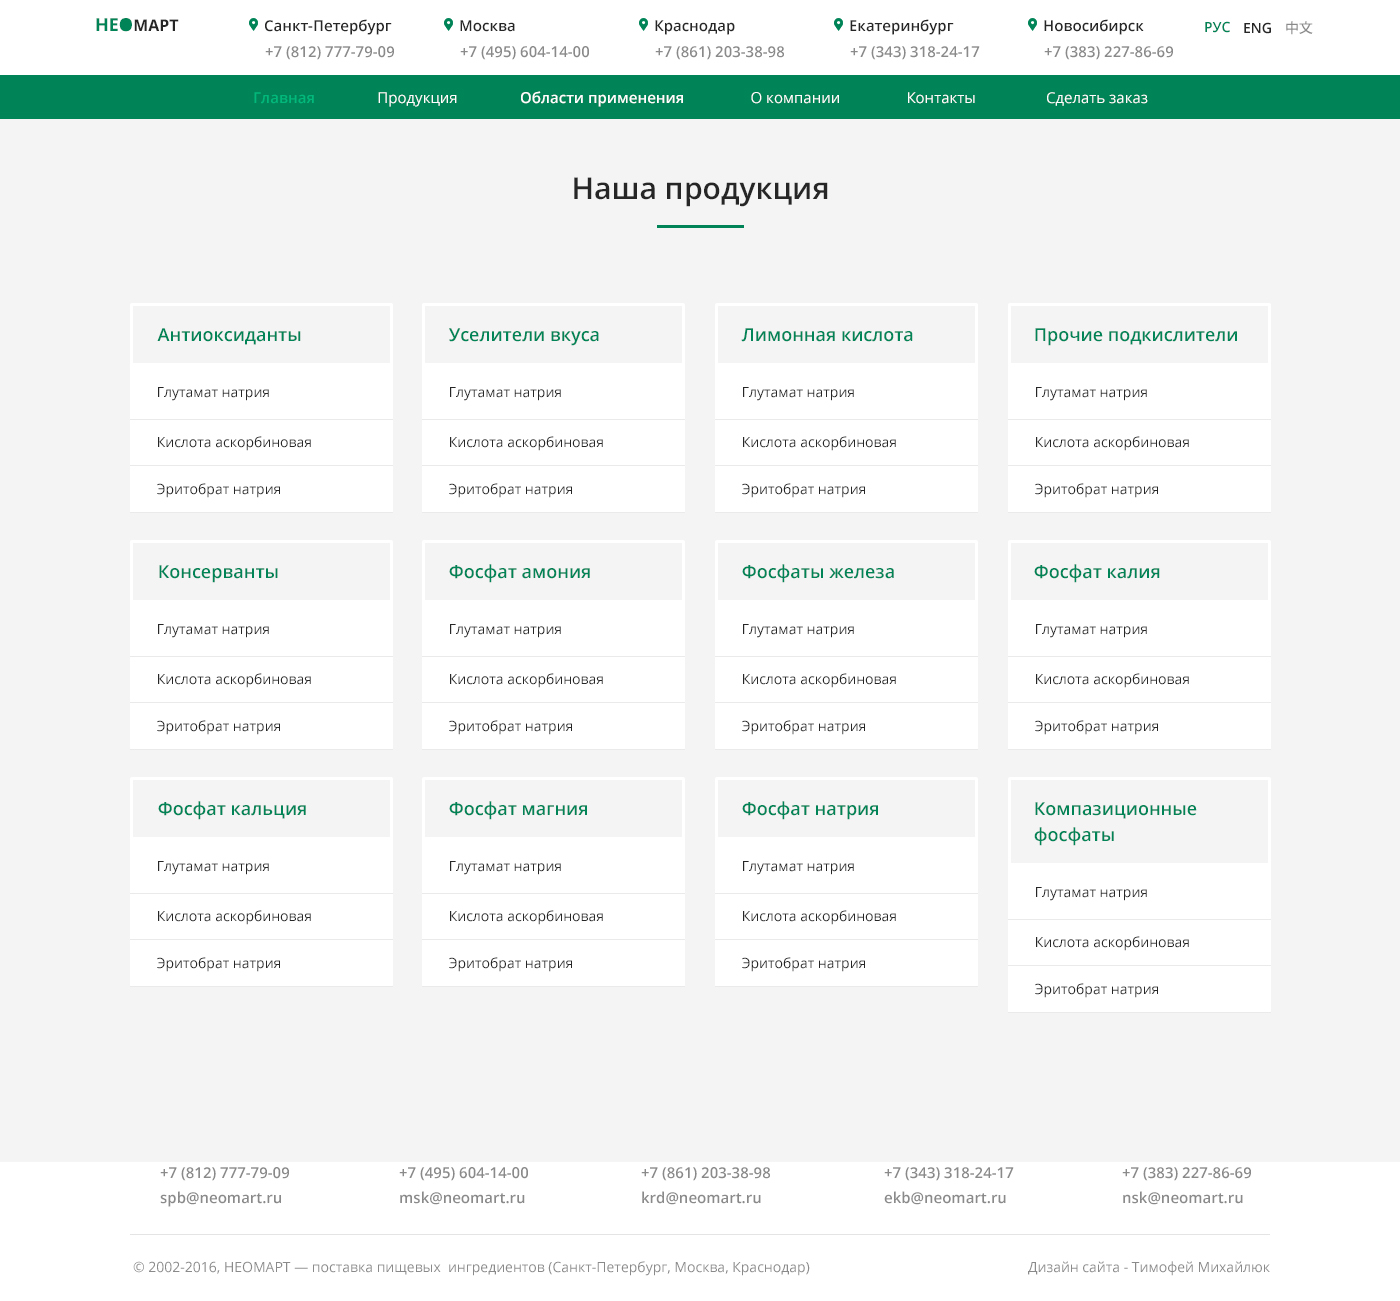 НЕОМАРТ
Санкт-Петербург Москва Краснодар Екатеринбург Новосибирск РУС ENG 中文
+7 (812) 777-79-09 +7 (495) 604-14-00 +7 (861) 203-38-98 +7 (343) 318-24-17 +7 (383) 227-86-69
Главная Продукция Области применения О компании Контакты Сделать заказ
Наша продукция
Антиоксиданты Уселители вкуса Лимонная кислота Прочие подкислители
Глутамат натрия Глутамат натрия Глутамат натрия Глутамат натрия
Кислота аскорбиновая Кислота аскорбиновая Кислота аскорбиновая Кислота аскорбиновая
Эритобрат натрия Эритобрат натрия Эритобрат натрия Эритобрат натрия
Консерванты Фосфат амония Фосфаты железа Фосфат калия
Глутамат натрия Глутамат натрия Глутамат натрия Глутамат натрия
Кислота аскорбиновая Кислота аскорбиновая Кислота аскорбиновая Кислота аскорбиновая
Эритобрат натрия Эритобрат натрия Эритобрат натрия Эритобрат натрия
Фосфат кальция Фосфат магния Фосфат натрия Компазиционные
фосфаты
Глутамат натрия Глутамат натрия Глутамат натрия Глутамат натрия
Кислота аскорбиновая Кислота аскорбиновая Кислота аскорбиновая Кислота аскорбиновая
Эритобрат натрия Эритобрат натрия Эритобрат натрия Эритобрат натрия
+7 (812) 777-79-09 +7 (495) 604-14-00 +7 (861) 203-38-98 +7 (343) 318-24-17 +7 (383) 227-86-69
spb@neomart.ru msk@neomart.ru krd@neomart.ru ekb@neomart.ru nsk@neomart.ru
© 2002-2016, НЕОМАРТ — поставка пищевых ингредиентов (Санкт-Петербург, Москва, Краснодар) Дизайн сайта - Тимофей Михайлюк